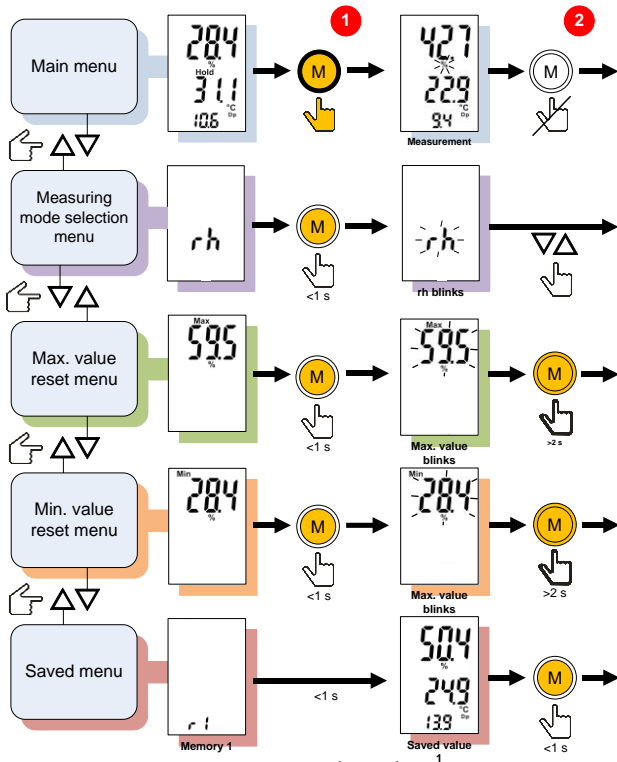 1
2
Main menu
28.4
%
Hold
31.1
°C
10.6
Dp
M
42.7
%
22.9
°C
9.4
Dp
Measurement
M
Measuring
mode selection
menu
rh
M
<1 s
rh
rh blinks
Max. value
reset menu
Max
59.5
%
M
<1 s
Max
59.5
%
Max. value
blinks
M
>2 s
Min. value
reset menu
Min
28.4
%
M
<1 s
Min
28.4
%
Max. value
blinks
M
>2 s
Saved menu
r1
Memory 1
<1 s
50.4
%
24.9
°C
13.9
Dp
Saved value
1
M
<1 s